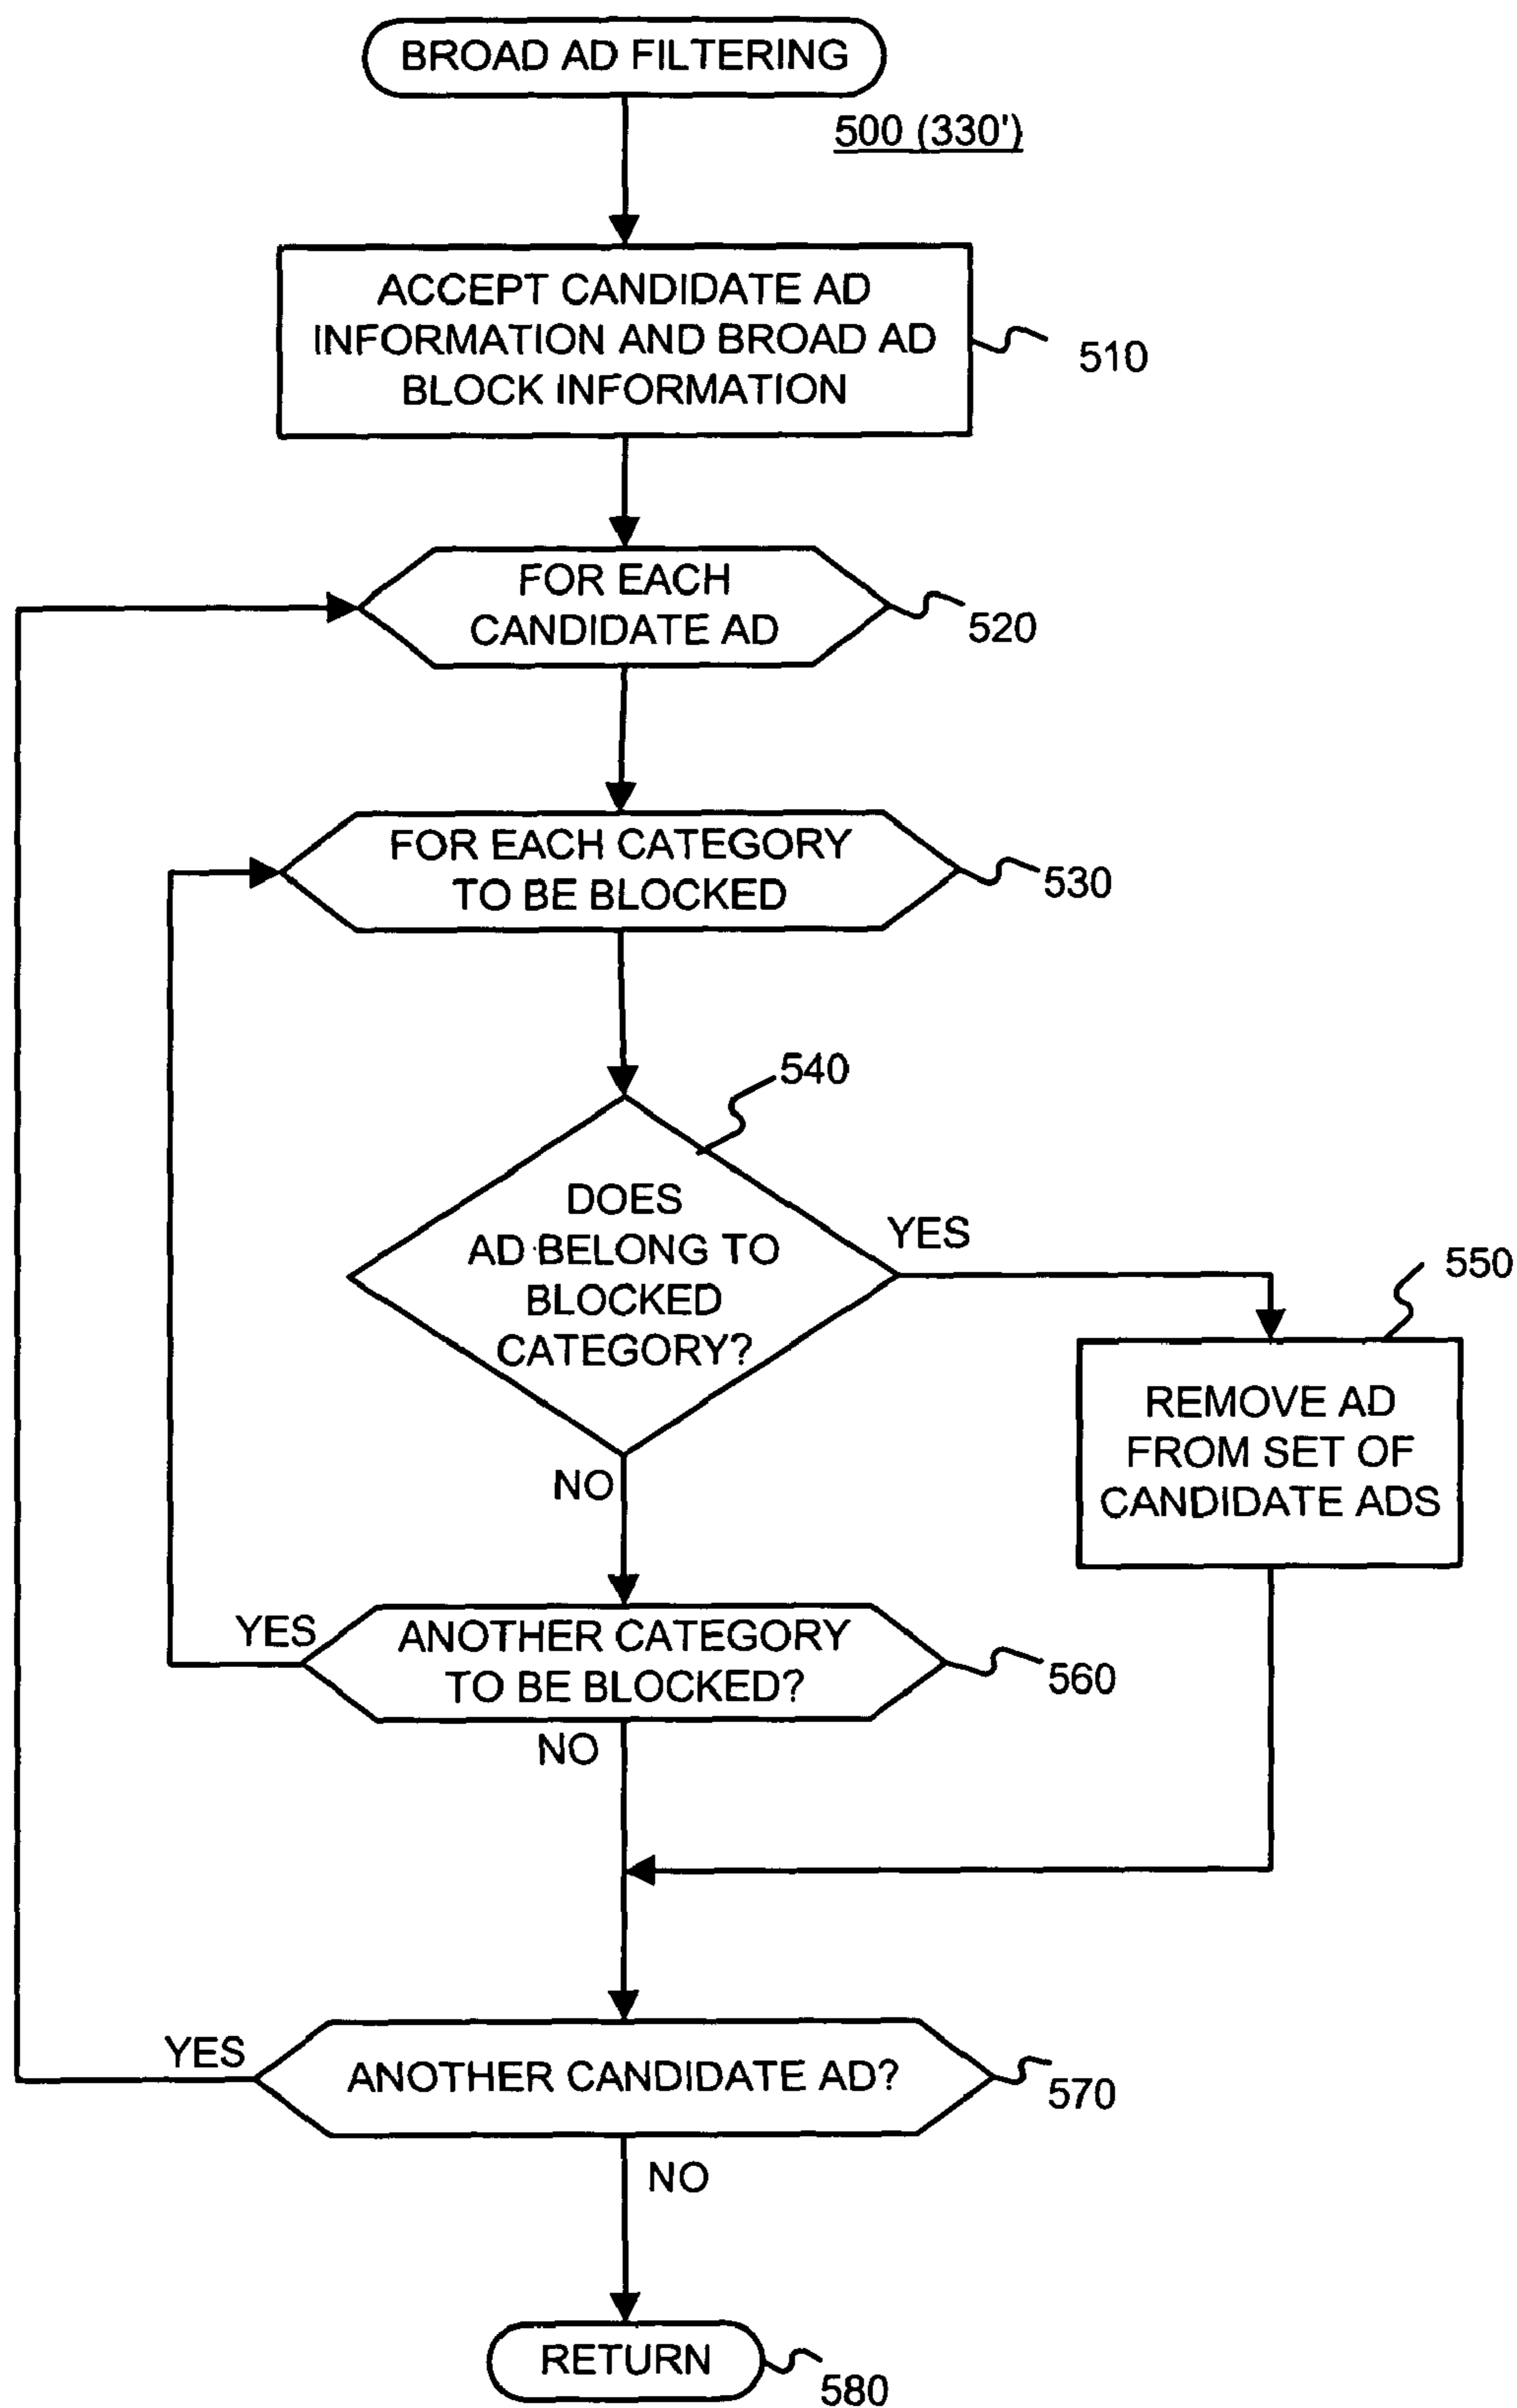 BROAD AD FILTERING
500 (330')
ACCEPT CANDIDATE AD
INFORMATION AND BROAD AD
BLOCK INFORMATION
510
FOR EACH
CANDIDATE AD
520
FOR EACH CATEGORY
TO BE BLOCKED
530
540
DOES
AD BELONG TO
BLOCKED
CATEGORY?
YES
550
REMOVE AD
FROM SET OF
CANDIDATE ADS
NO
YES
ANOTHER CATEGORY
TO BE BLOCKED?
560
NO
YES
ANOTHER CANDIDATE AD?
570
NO
RETURN
580